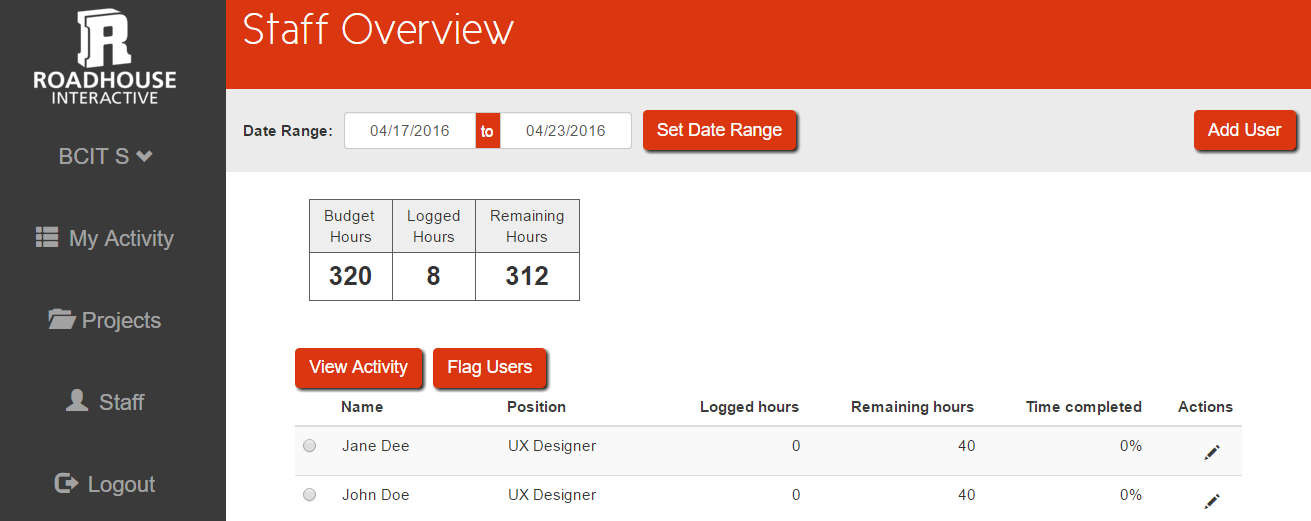 ROADHOUSE
INTERACTIVE
BCIT S
My Activity
Projects
Staff
Logout
Staff Overview
Date Range: 04/17/2016 to 04/23/2016 Set Date Range Add User
Budget Hours Logged Hours Remaining Hours
320 8 312
View Activity Flag Users
Name Position Logged hours Remaining hours Time completed Actions
Jane Dee UX Designer 0 40 0%
John Doe UX Designer 0 40 0%